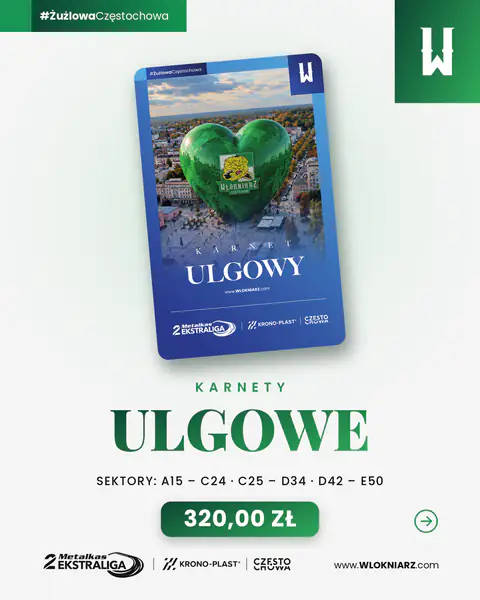 #ŻużlowaCzęstochowa
W
#ŻużlowaCzęstochowa
W
WŁÓKNIARZ
KARNET
ULGOWY
www.WLOKNIARZ.com
Metalkas
2 EKSTRALIGA
KRONO-PLAST®
CZĘSTO
CHOWA
KARNETY
ULGOWE
SEKTORY: A15 – C24 · C25 – D34 · D42 – E50
320,00 ZŁ
Metalkas
2 EKSTRALIGA
KRONO-PLAST®
CZĘSTO
CHOWA
www.WLOKNIARZ.com